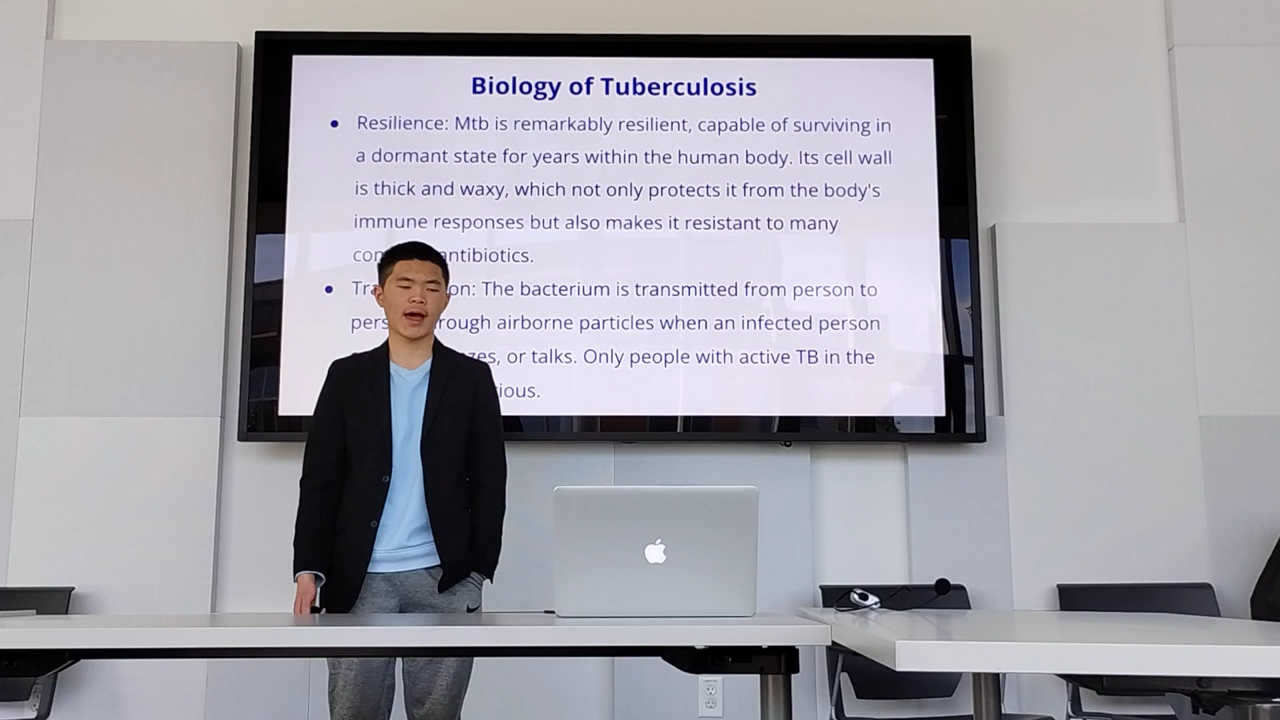 Biology of Tuberculosis
• Resilience: Mtb is remarkably resilient, capable of surviving in
a dormant state for years within the human body. Its cell wall
is thick and waxy, which not only protects it from the body's
immune responses but also makes it resistant to many
antibiotics.
• The bacterium is transmitted from person to
airborne particles when an infected person
or talks. Only people with active TB in the